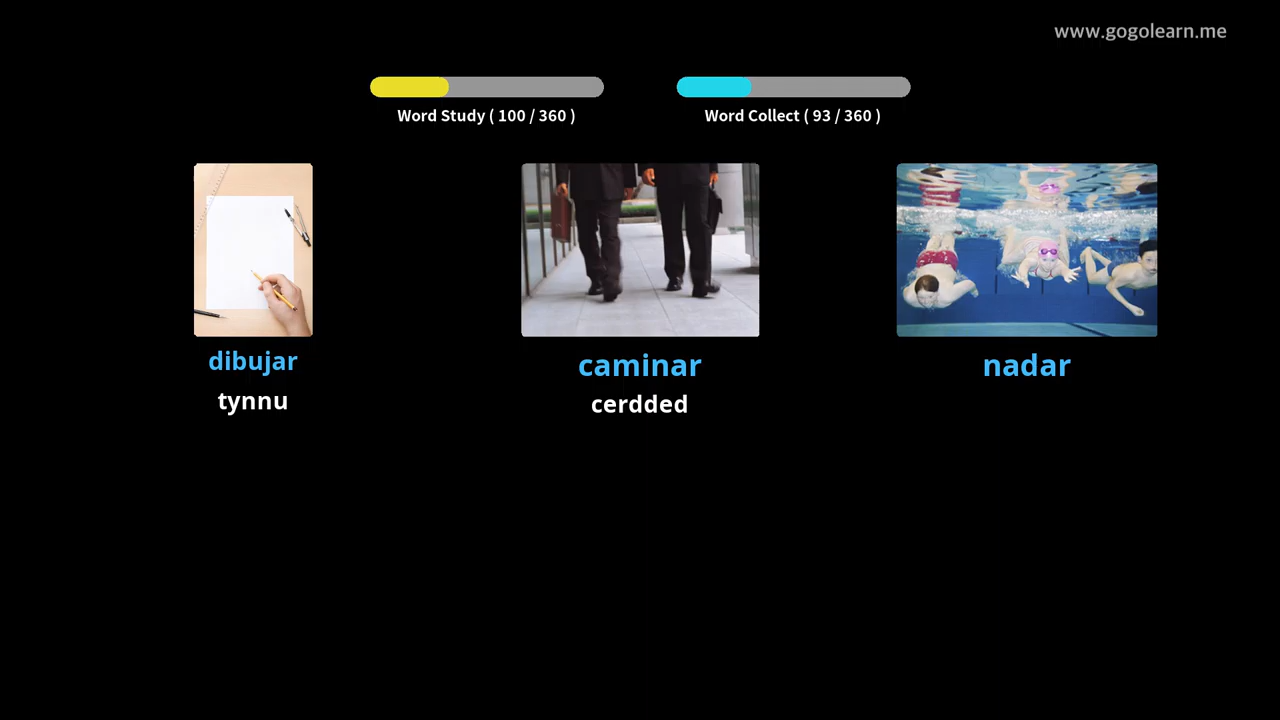 www.gogolearn.me
Word Study ( 100 / 360 )
Word Collect ( 93 / 360 )
dibujar
tynnu
caminar
cerdded
nadar